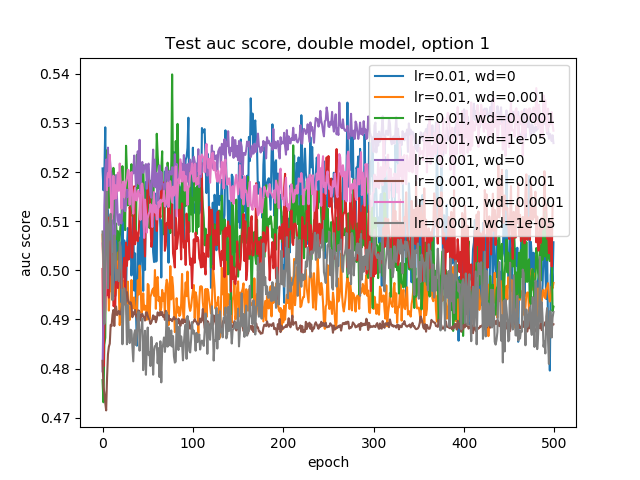 Test auc score, double model, option 1
0.54
0.53
0.52
0.51
0.50
0.49
0.48
0.47
auc score
lr=0.01, wd=0
lr=0.01, wd=0.001
lr=0.01, wd=0.0001
lr=0.01, wd=1e-05
lr=0.001, wd=0
lr=0.001, wd=0.001
lr=0.001, wd=0.0001
lr=0.001, wd=1e-05
0 100 200 300 400 500
epoch